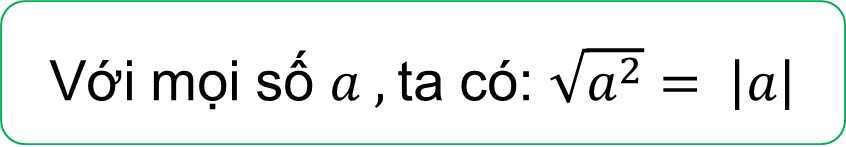 Với mọi số 𝑎 , ta có: √𝑎² = |𝑎|